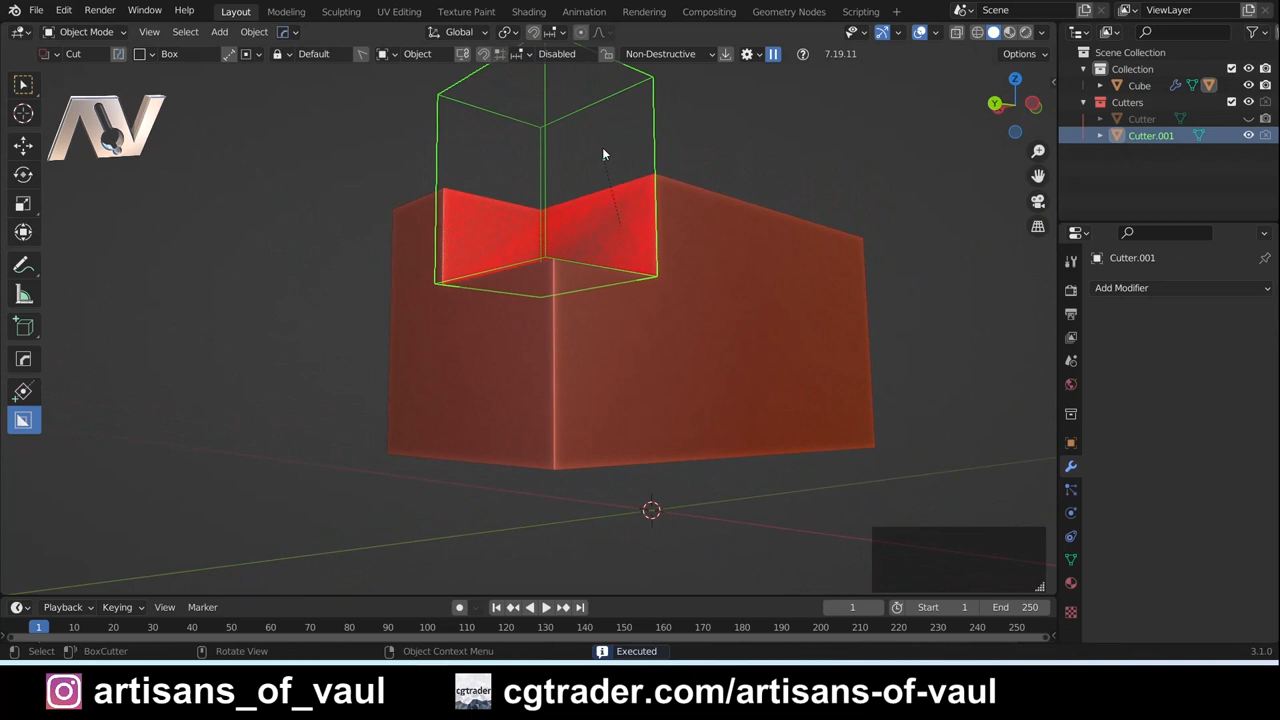 File Edit Render Window Help Layout Modeling Sculpting UV Editing Texture Paint Shading Animation Rendering Compositing Geometry Nodes Scripting + Scene ViewLayer
Object Mode View Select Add Object Global
Cut Box Default Object Disabled Non-Destructive 7.19.11 Options
Scene Collection
Collection
Cube
Cutters
Cutter
Cutter.001
Cutter.001
Add Modifier
Z
Y
AV
Playback Keying View Marker 1 Start 1 End 250
1 10 20 30 40 50 60 70 80 90 100 110 120 130 140 150 160 170 180 190 200 210 220 230 240 250
Select BoxCutter Rotate View Object Context Menu Executed 3.1.0
artisans_of_vaul cgtrader cgtrader.com/artisans-of-vaul